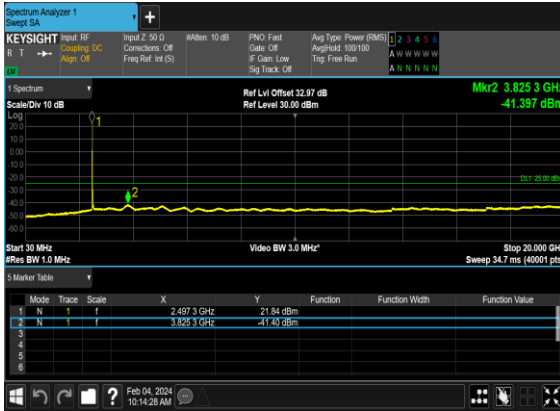 Spectrum Analyzer 1
Swept SA
+
KEYSIGHT Input: RF Input Z: 50 Ω #Atten: 10 dB PNO: Fast Avg Type: Power (RMS) 1 2 3 4 5 6
R T Coupling: DC Corrections: Off Gate: Off Avg|Hold: 100/100 A W W W W W
Align: Off Freq Ref: Int (S) IF Gain: Low Trig: Free Run
Sig Track: Off A N N N N N
1 Spectrum Ref Lvl Offset 32.97 dB Mkr2 3.825 3 GHz
Scale/Div 10 dB Ref Level 30.00 dBm -41.397 dBm
Log
20.0
10.0
0.00
-10.0
-20.0
-30.0
-40.0
-50.0
-60.0
1
2
DL1 -25.00 dBm
Start 30 MHz Video BW 3.0 MHz* Stop 20.000 GH
#Res BW 1.0 MHz Sweep 34.7 ms (40001 pts
5 Marker Table
Mode Trace Scale X Y Function Function Width Function Value
1 N 1 f 2.497 3 GHz 21.84 dBm
2 N 1 f 3.825 3 GHz -41.40 dBm
3
4
5
6
? Feb 04, 2024
10:14:28 AM